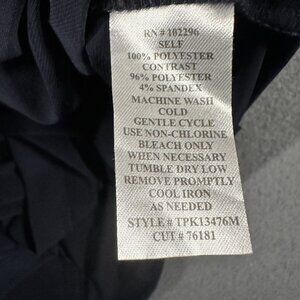 RN # 102296
SELF
100% POLYESTER
CONTRAST
96% POLYESTER
4% SPANDEX
MACHINE WASH
COLD
GENTLE CYCLE
USE NON-CHLORINE
BLEACH ONLY
WHEN NECESSARY
TUMBLE DRY LOW
REMOVE PROMPTLY
COOL IRON
AS NEEDED
STYLE # TPK13476M
CUT # 76181